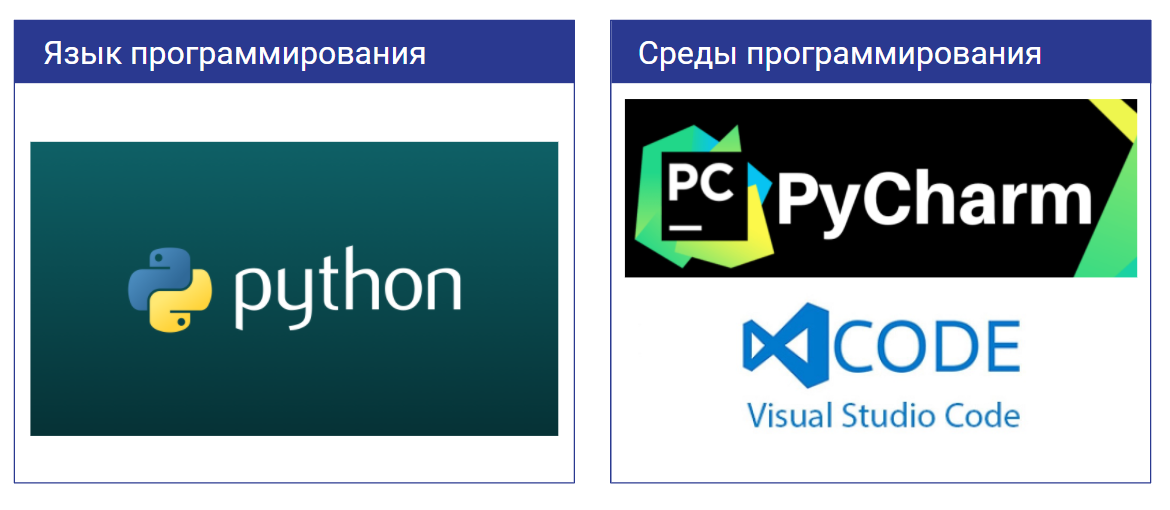 Язык программирования
python
Среды программирования
PC
PyCharm
CODE
Visual Studio Code